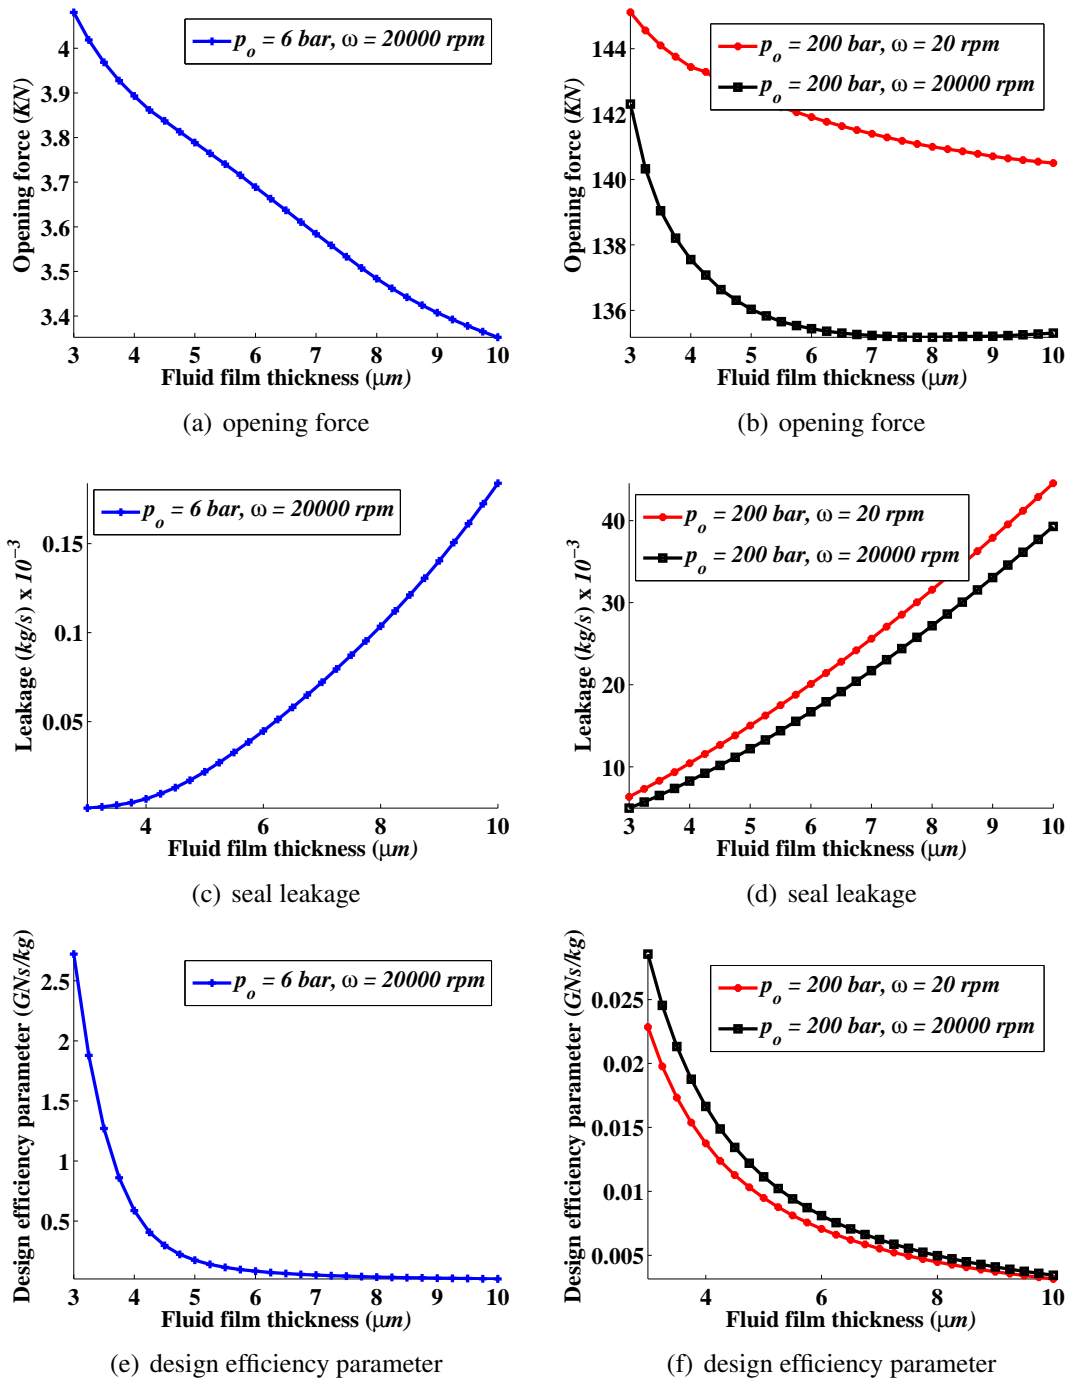 p_o = 6 bar, ω = 20000 rpm
Opening force (KN)
4
3.9
3.8
3.7
3.6
3.5
3.4
3 4 5 6 7 8 9 10
Fluid film thickness (μm)
(a) opening force
p_o = 200 bar, ω = 20 rpm
p_o = 200 bar, ω = 20000 rpm
Opening force (KN)
144
142
140
138
136
3 4 5 6 7 8 9 10
Fluid film thickness (μm)
(b) opening force
p_o = 6 bar, ω = 20000 rpm
Leakage (kg/s) x 10⁻³
0.15
0.1
0.05
4 6 8 10
Fluid film thickness (μm)
(c) seal leakage
p_o = 200 bar, ω = 20 rpm
p_o = 200 bar, ω = 20000 rpm
Leakage (kg/s) x 10⁻³
40
30
20
10
3 4 5 6 7 8 9 10
Fluid film thickness (μm)
(d) seal leakage
p_o = 6 bar, ω = 20000 rpm
Design efficiency parameter (GNs/kg)
2.5
2
1.5
1
0.5
3 4 5 6 7 8 9 10
Fluid film thickness (μm)
(e) design efficiency parameter
p_o = 200 bar, ω = 20 rpm
p_o = 200 bar, ω = 20000 rpm
Design efficiency parameter (GNs/kg)
0.025
0.02
0.015
0.01
0.005
4 6 8 10
Fluid film thickness (μm)
(f) design efficiency parameter